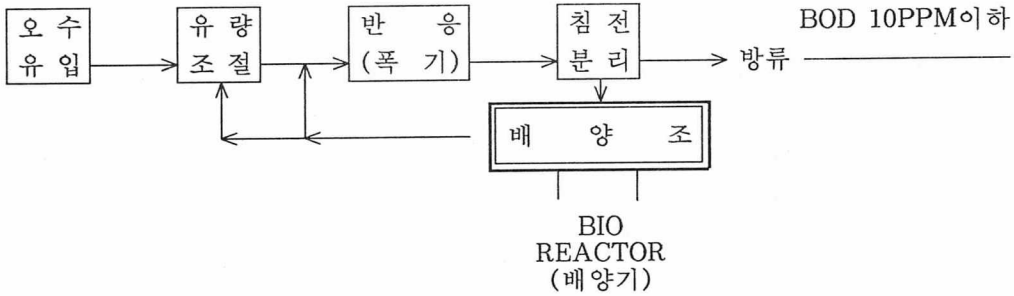 오 수
유 입
유 량
조 절
반 응
(폭 기)
침 전
분 리
방류
BOD 10PPM이하
배 양 조
BIO
REACTOR
(배양기)